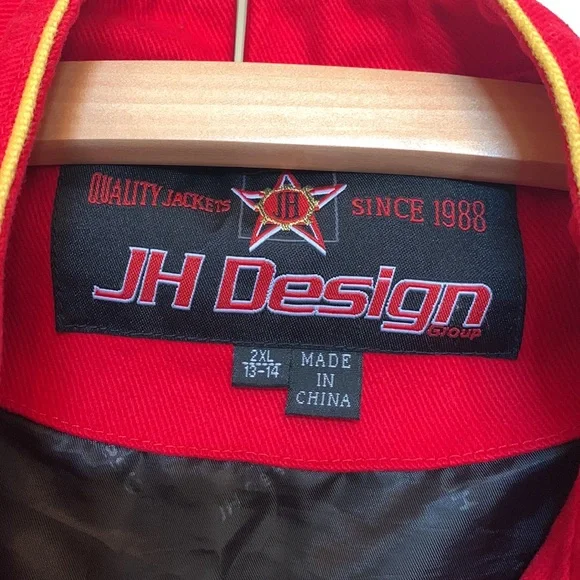 QUALITY JACKETS JH SINCE 1988
JH Design
Group
2XL
13-14
MADE
IN
CHINA